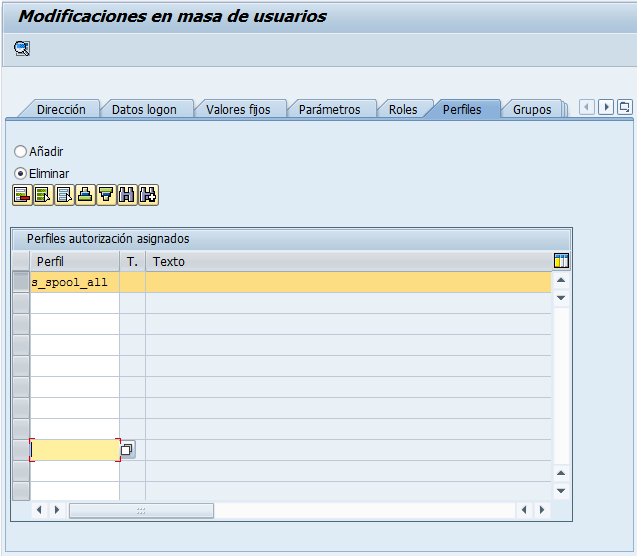 Modificaciones en masa de usuarios
Dirección Datos logon Valores fijos Parámetros Roles Perfiles Grupos
Añadir
Eliminar
Perfiles autorización asignados
Perfil T. Texto
s_spool_all